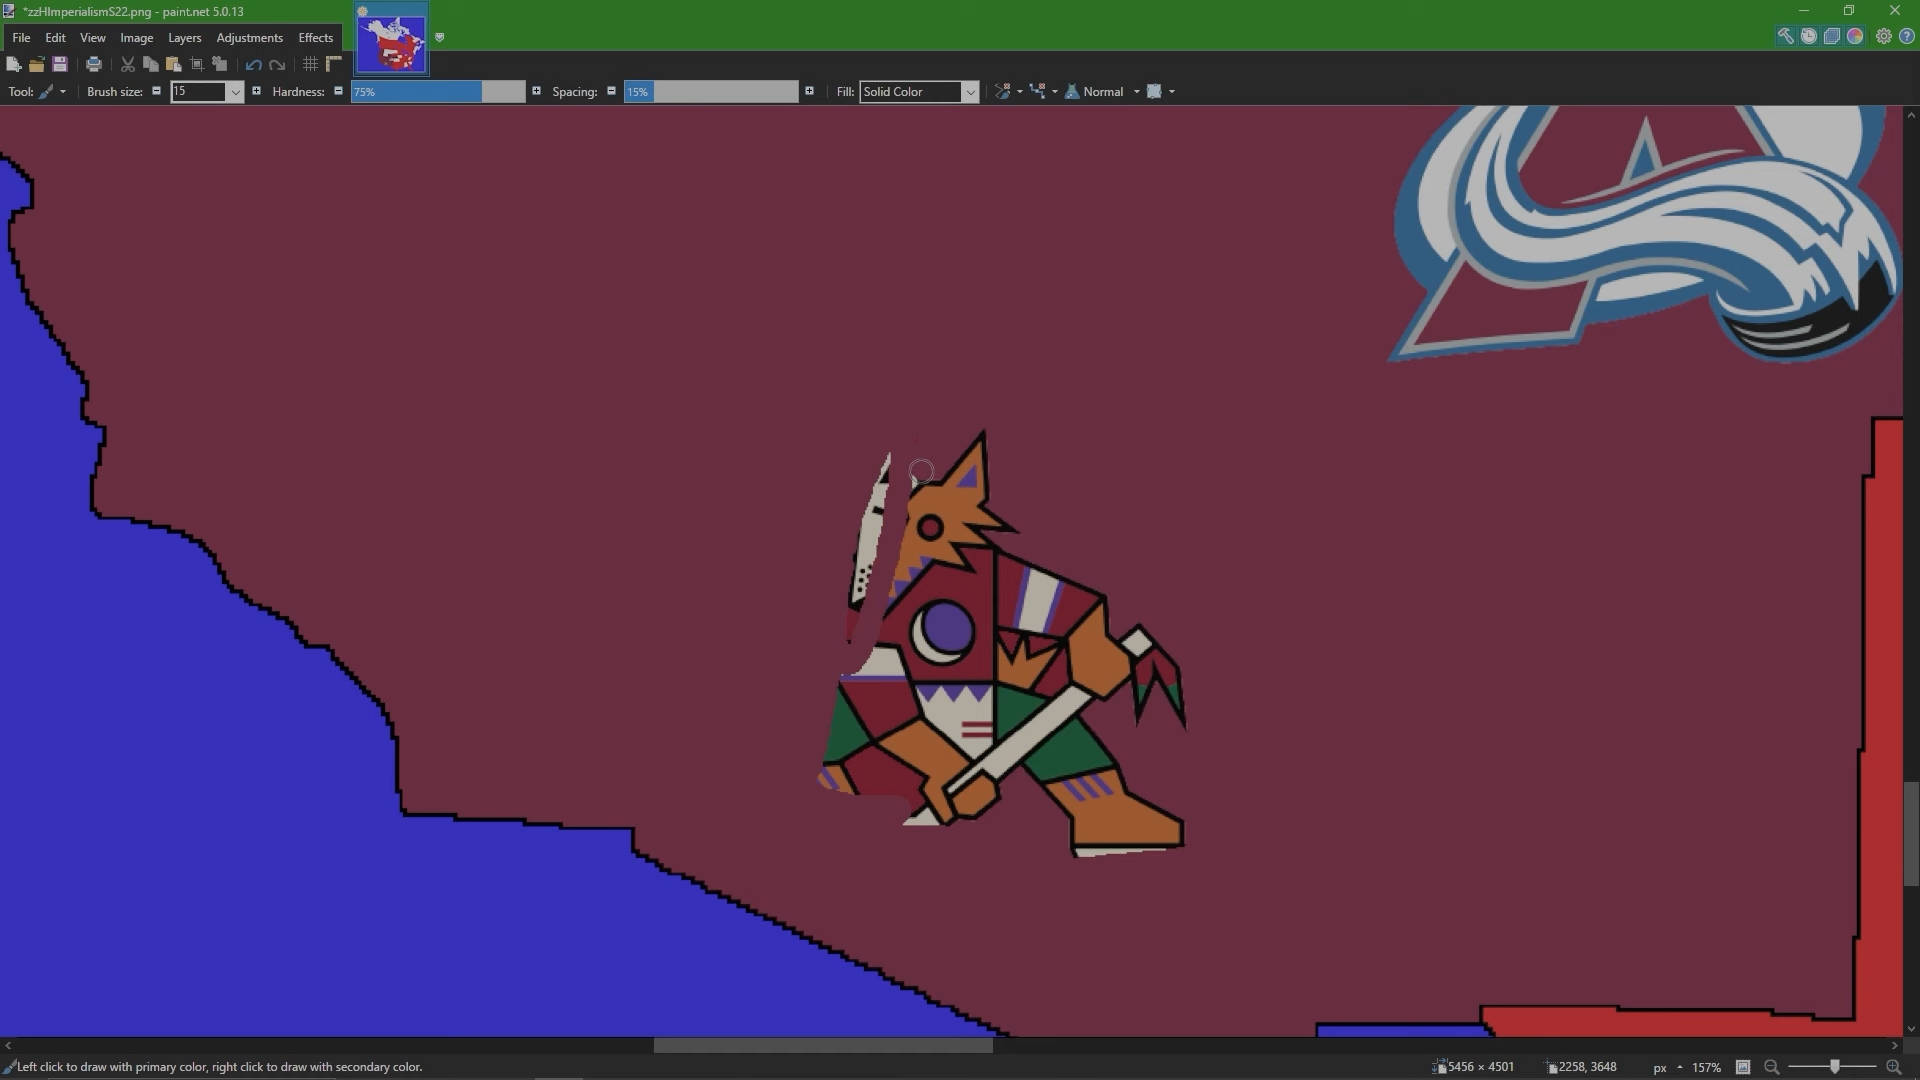 *zzHImperialismS22.png - paint.net 5.0.13
File Edit View Image Layers Adjustments Effects
Tool: Brush size: 15 Hardness: 75% Spacing: 15% Fill: Solid Color Normal
Left click to draw with primary color, right click to draw with secondary color. 5456 × 4501 2258, 3648 px 157%